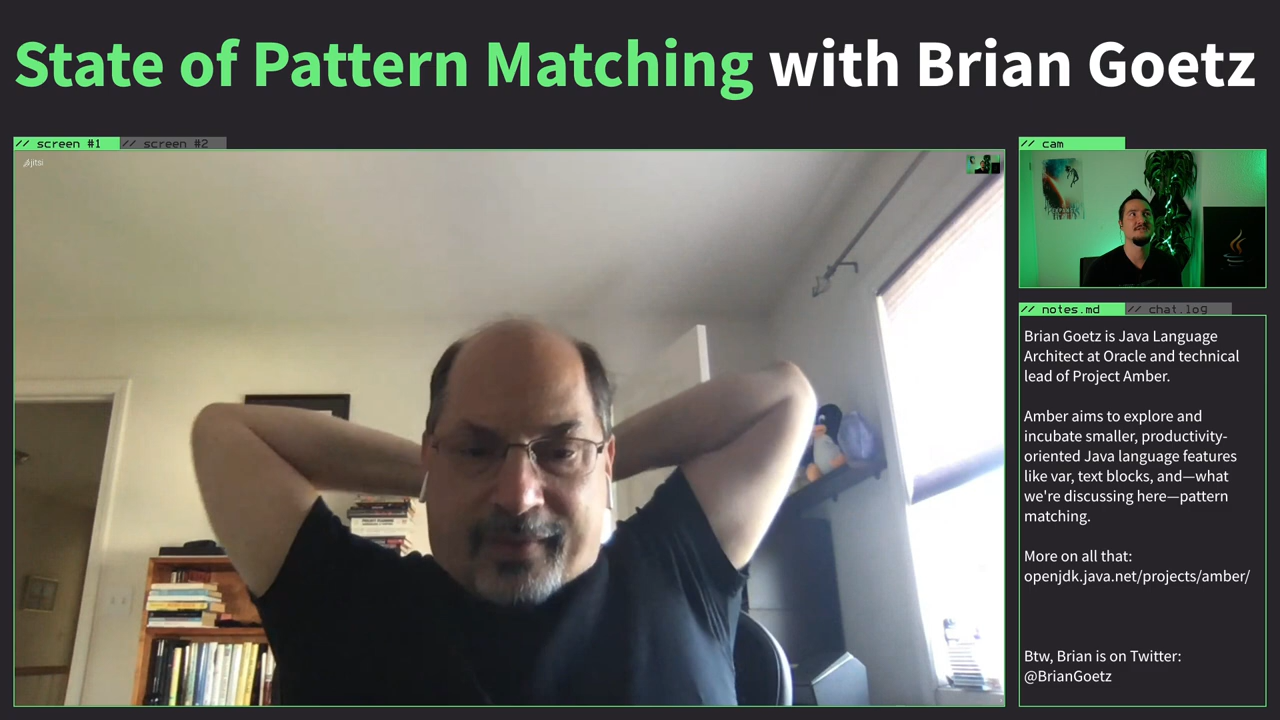 State of Pattern Matching with Brian Goetz
// screen #1
// screen #2
jitsi
// cam
// notes.md
// chat.log
Brian Goetz is Java Language
Architect at Oracle and technical
lead of Project Amber.
Amber aims to explore and
incubate smaller, productivity-
oriented Java language features
like var, text blocks, and—what
we're discussing here—pattern
matching.
More on all that:
openjdk.java.net/projects/amber/
Btw, Brian is on Twitter:
@BrianGoetz